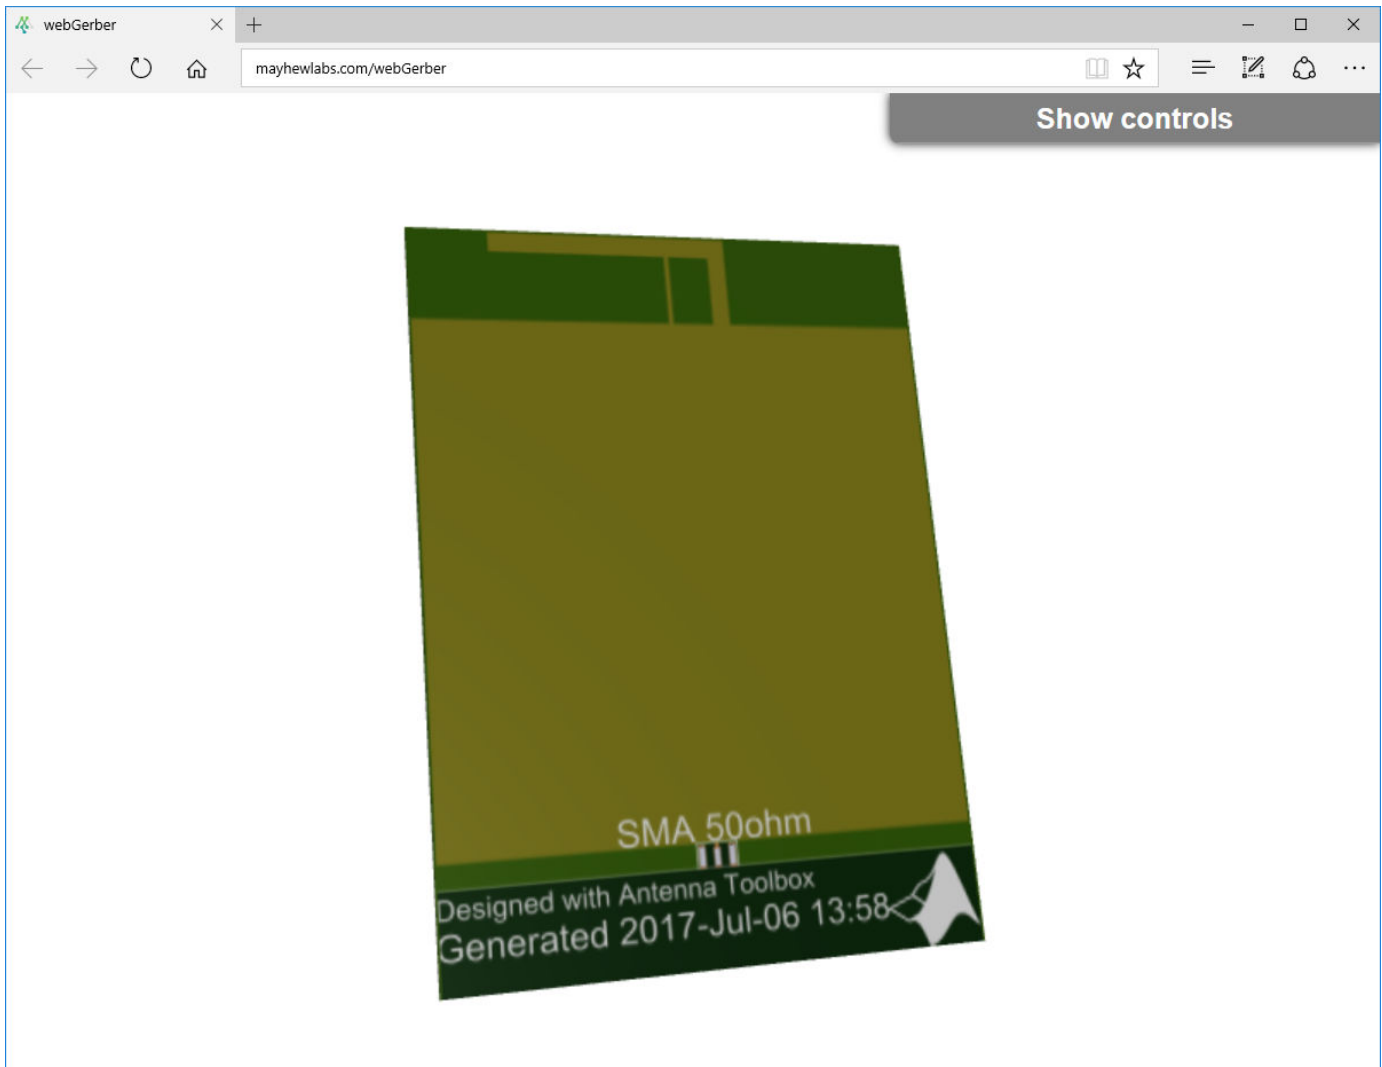 webGerber
mayhewlabs.com/webGerber
Show controls
SMA 50ohm
Designed with Antenna Toolbox
Generated 2017-Jul-06 13:58